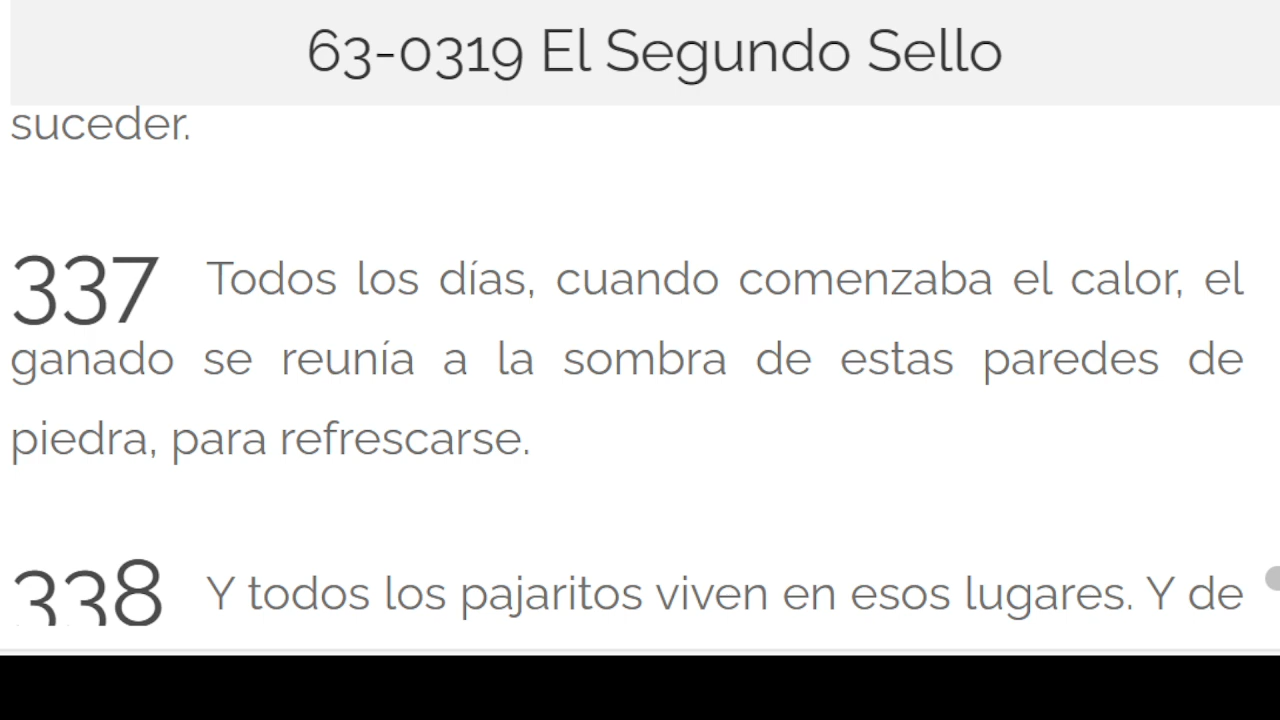 63-0319 El Segundo Sello
suceder.
337 Todos los días, cuando comenzaba el calor, el
ganado se reunía a la sombra de estas paredes de
piedra, para refrescarse.
338 Y todos los pajaritos viven en esos lugares. Y de